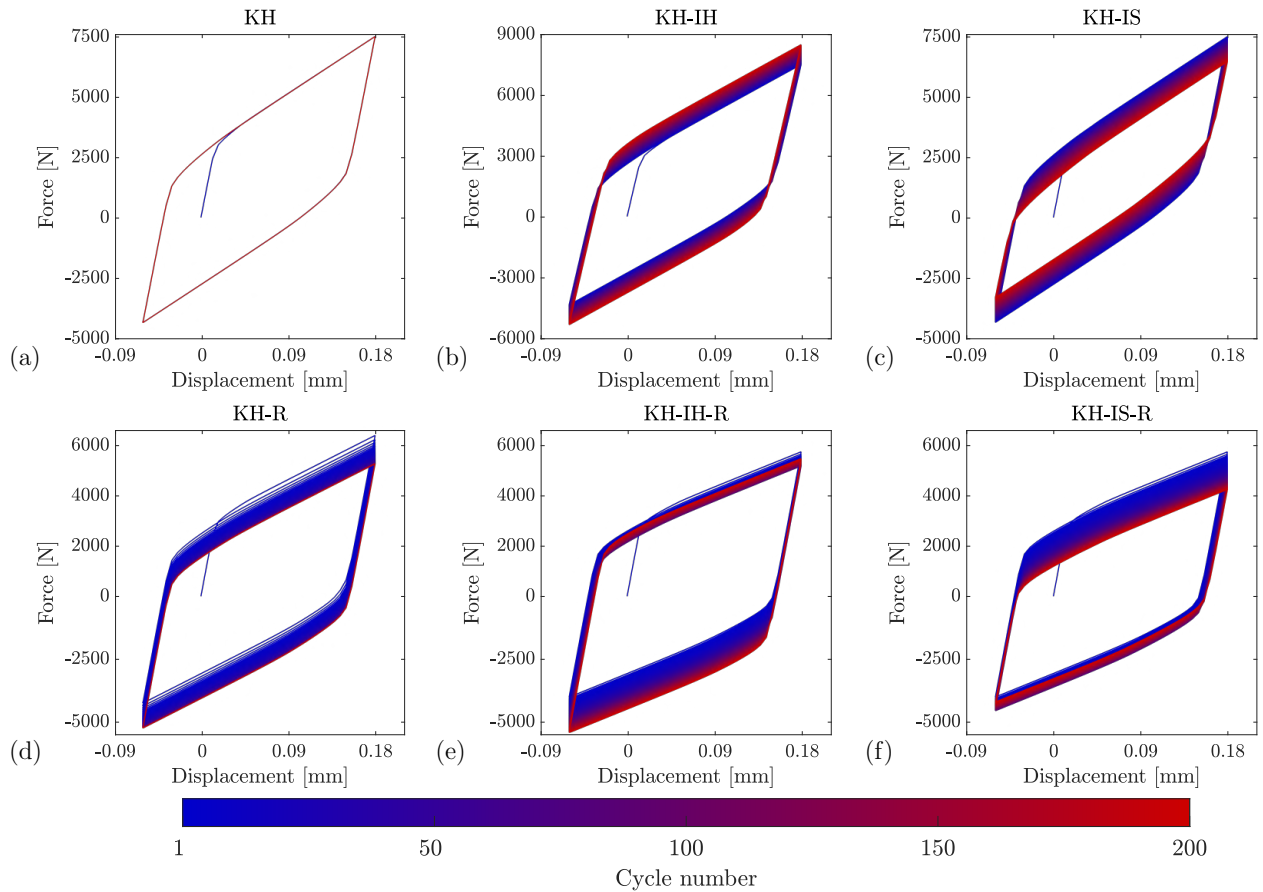 KH
KH-IH
KH-IS
7500
5000
2500
0
-2500
-5000
Force [N]
-0.09
0
0.09
0.18
Displacement [mm]
(a)
9000
6000
3000
0
-3000
-6000
Force [N]
-0.09
0
0.09
0.18
Displacement [mm]
(b)
7500
5000
2500
0
-2500
-5000
Force [N]
-0.09
0
0.09
0.18
Displacement [mm]
(c)
KH-R
KH-IH-R
KH-IS-R
6000
4000
2000
0
-2500
-5000
Force [N]
-0.09
0
0.09
0.18
Displacement [mm]
(d)
6000
4000
2000
0
-2500
-5000
Force [N]
-0.09
0
0.09
0.18
Displacement [mm]
(e)
6000
4000
2000
0
-2500
-5000
Force [N]
-0.09
0
0.09
0.18
Displacement [mm]
(f)
1
50
100
150
200
Cycle number